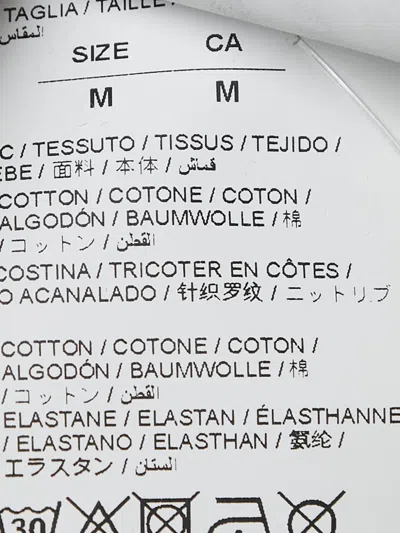 TAGLIA / TAILLE
المقاس
SIZE CA
M M
C / TESSUTO / TISSUS / TEJIDO /
EBE / 面料 / 本体 / قماش
COTTON / COTONE / COTON /
ALGODÓN / BAUMWOLLE / 棉
/ コットン / القطن
COSTINA / TRICOTER EN CÔTES /
O ACANALADO / 针织罗纹 / ニットリブ
COTTON / COTONE / COTON /
ALGODÓN / BAUMWOLLE / 棉
/ コットン / القطن
ELASTANE / ELASTAN / ÉLASTHANNE
/ ELASTANO / ELASTHAN / 氨纶 /
エラスタン / الستان
30